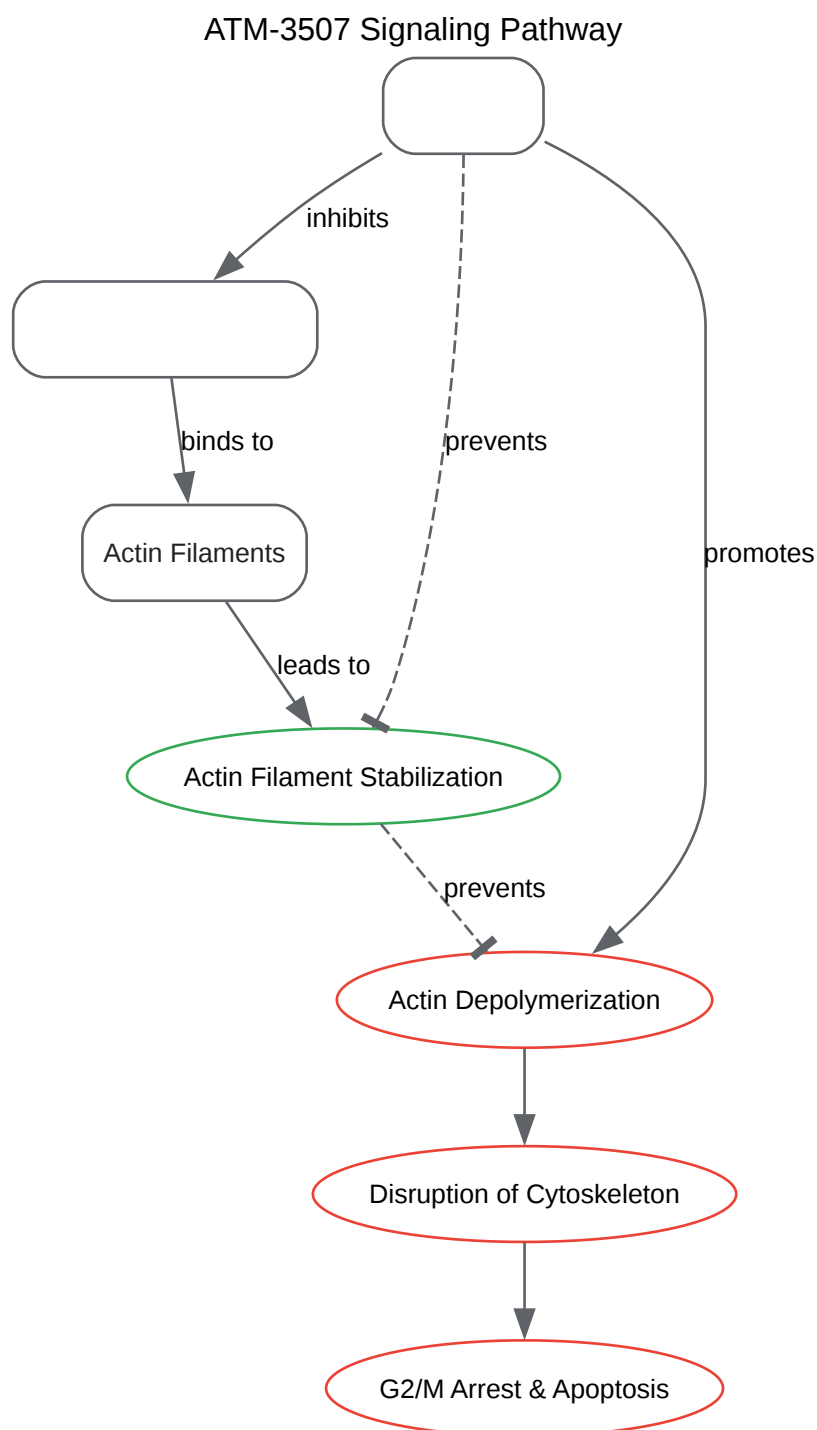 ATM-3507 Signaling Pathway
inhibits
binds to
prevents
Actin Filaments
promotes
leads to
Actin Filament Stabilization
prevents
Actin Depolymerization
Disruption of Cytoskeleton
G2/M Arrest & Apoptosis